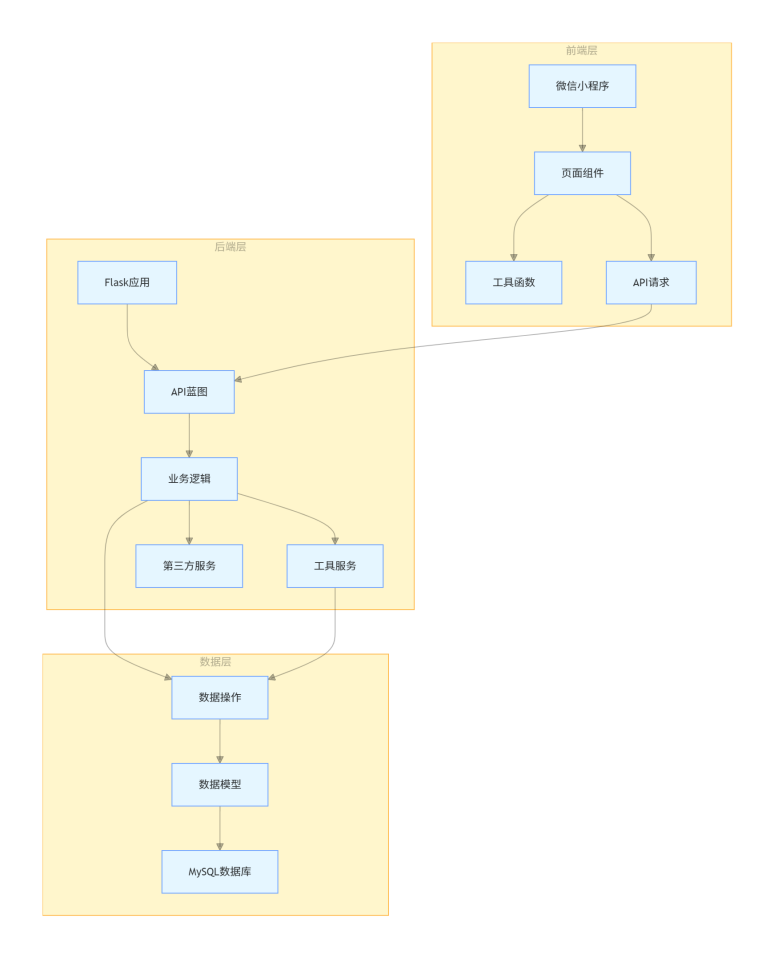 前端层
微信小程序
页面组件
工具函数
API请求
后端层
Flask应用
API蓝图
业务逻辑
第三方服务
工具服务
数据层
数据操作
数据模型
MySQL数据库